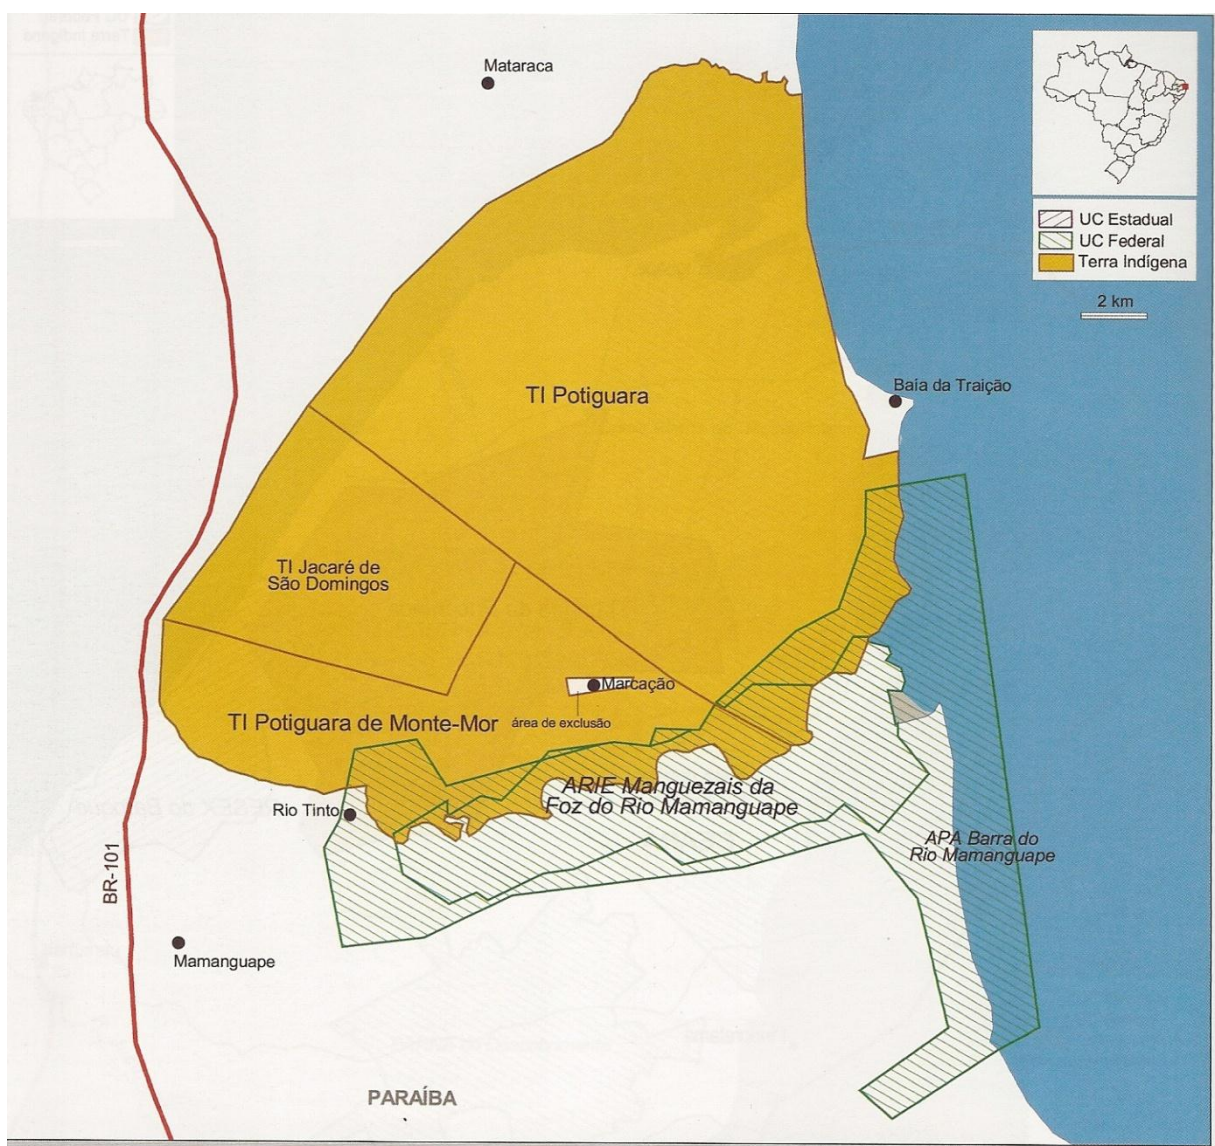 Mataraca
UC Estadual
UC Federal
Terra Indígena
2 km
TI Potiguara
Baía da Traição
TI Jacaré de
São Domingos
Marcação
área de exclusão
TI Potiguara de Monte-Mor
ARIE Manguezais da
Foz do Rio Mamanguape
Rio Tinto
APA Barra do
Rio Mamanguape
BR-101
Mamanguape
PARAÍBA